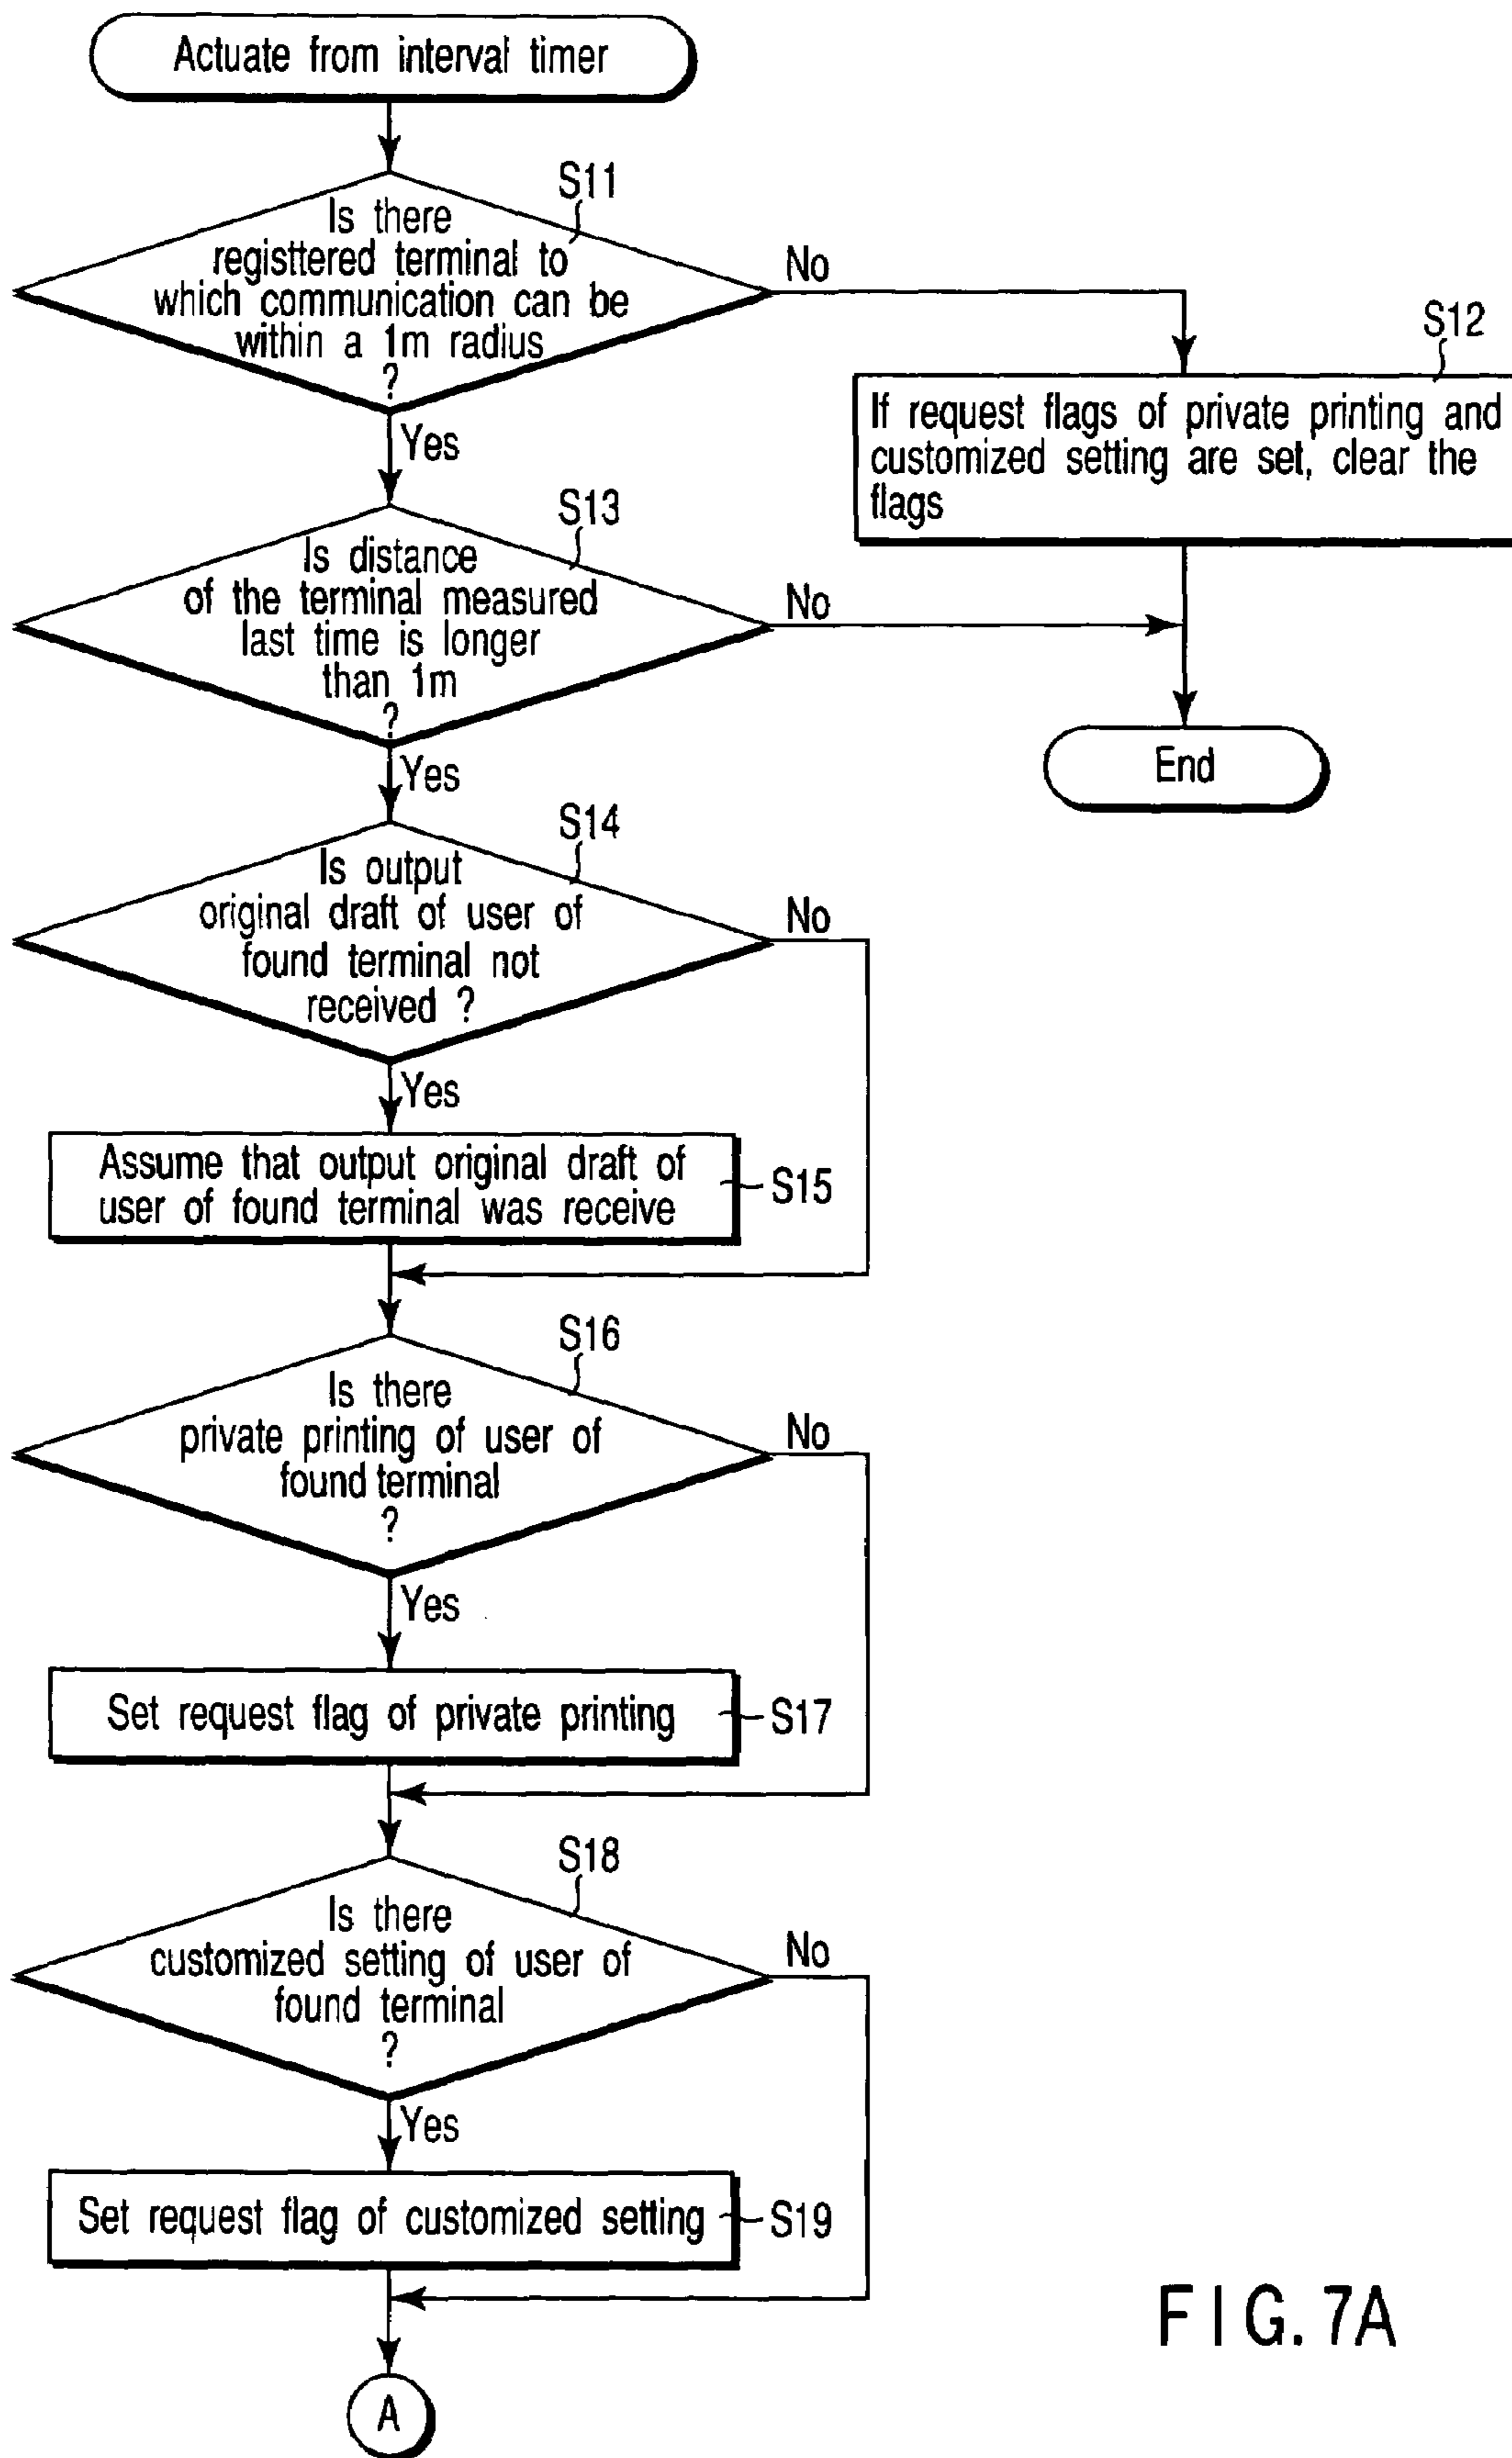 Actuate from interval timer
S11
Is there
registtered terminal to
which communication can be
within a 1m radius
?
No
Yes
S12
If request flags of private printing and
customized setting are set, clear the
flags
S13
Is distance
of the terminal measured
last time is longer
than 1m
?
No
Yes
End
S14
Is output
original draft of user of
found terminal not
received ?
No
Yes
Assume that output original draft of
user of found terminal was receive
S15
S16
Is there
private printing of user of
found terminal
?
No
Yes
Set request flag of private printing
S17
S18
Is there
customized setting of user of
found terminal
?
No
Yes
Set request flag of customized setting
S19
A
FIG. 7A